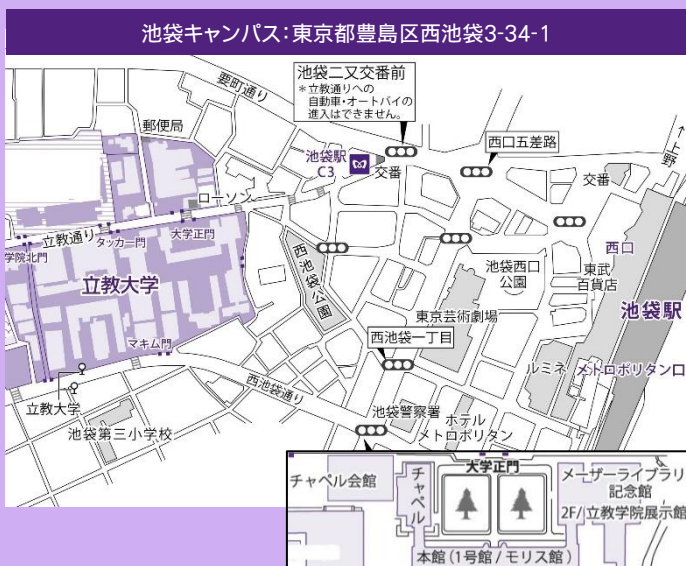 池袋キャンパス：東京都豊島区西池袋3-34-1
池袋二又交番前
＊立教通りへの
自動車・オートバイの
進入はできません。
要町通り
↑上野
郵便局
西口五差路
池袋駅
C3
交番
交番
ローソン
立教通り
タッカー門
大学正門
学院北門
西口
池袋西口
公園
東武
百貨店
立教大学
西池袋公園
東京芸術劇場
池袋駅
マキム門
西池袋一丁目
ルミネ
メトロポリタン口
西池袋通り
立教大学
池袋第三小学校
池袋警察署
ホテル
メトロポリタン
大学正門
チャペル会館
チャペル
メーザーライブラリ
記念館
2F/立教学院展示館
本館(1号館/モリス館)